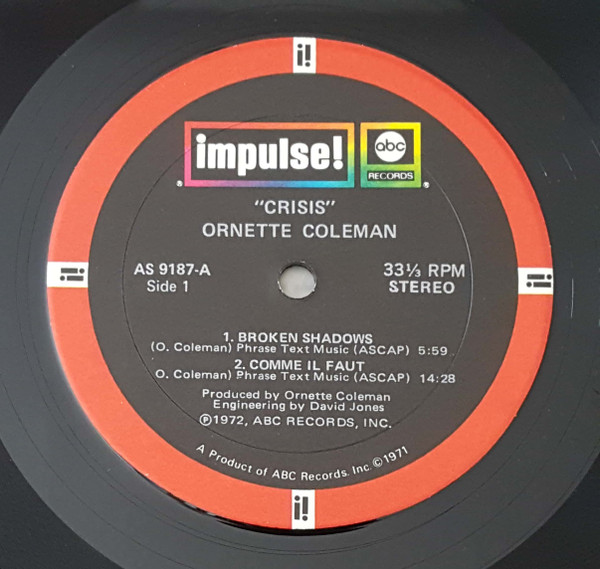 i!
impulse! abc
RECORDS
® ®
"CRISIS"
ORNETTE COLEMAN
AS 9187-A 33⅓ RPM
Side 1 STEREO
i! i!
1. BROKEN SHADOWS
(O. Coleman) Phrase Text Music (ASCAP) 5:59
2. COMME IL FAUT
O. Coleman) Phrase Text Music (ASCAP) 14:28
Produced by Ornette Coleman
Engineering by David Jones
℗1972, ABC RECORDS, INC.
A Product of ABC Records, Inc. © 1971
i!